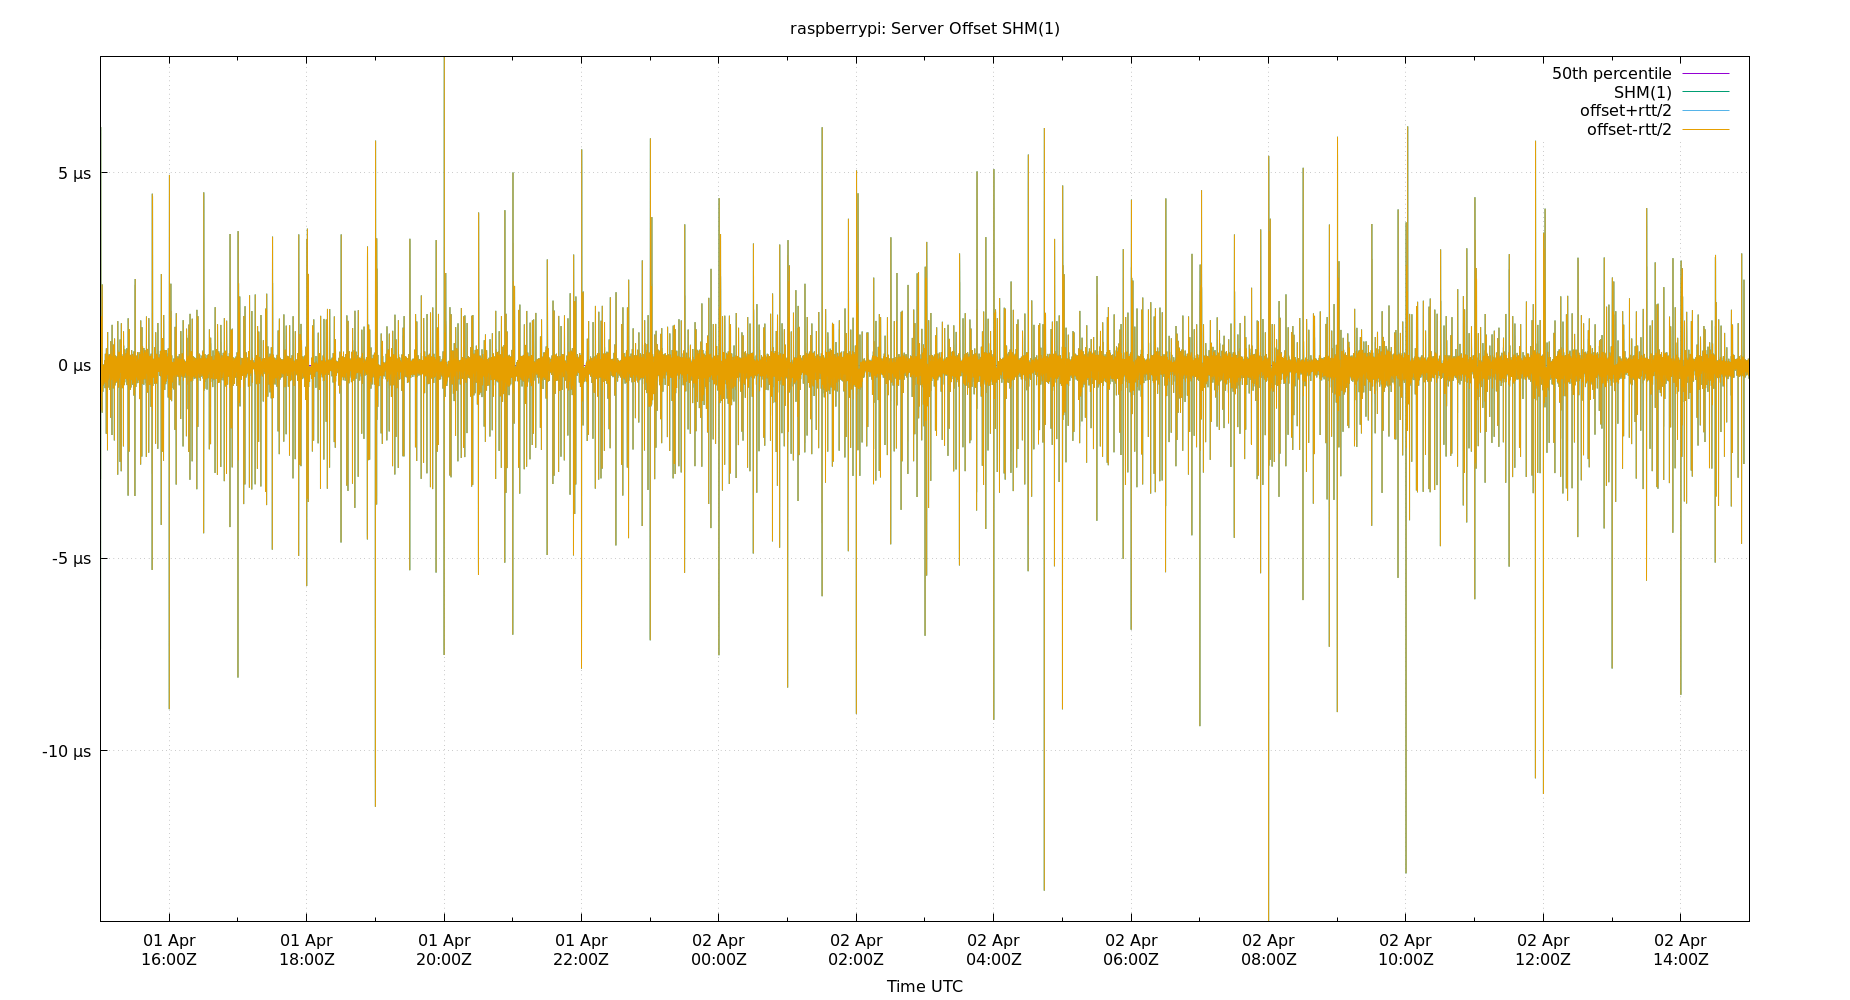 raspberrypi: Server Offset SHM(1)
50th percentile
SHM(1)
offset+rtt/2
offset-rtt/2
5 µs
0 µs
-5 µs
-10 µs
01 Apr 01 Apr 01 Apr 01 Apr 02 Apr 02 Apr 02 Apr 02 Apr 02 Apr 02 Apr 02 Apr 02 Apr
16:00Z 18:00Z 20:00Z 22:00Z 00:00Z 02:00Z 04:00Z 06:00Z 08:00Z 10:00Z 12:00Z 14:00Z
Time UTC